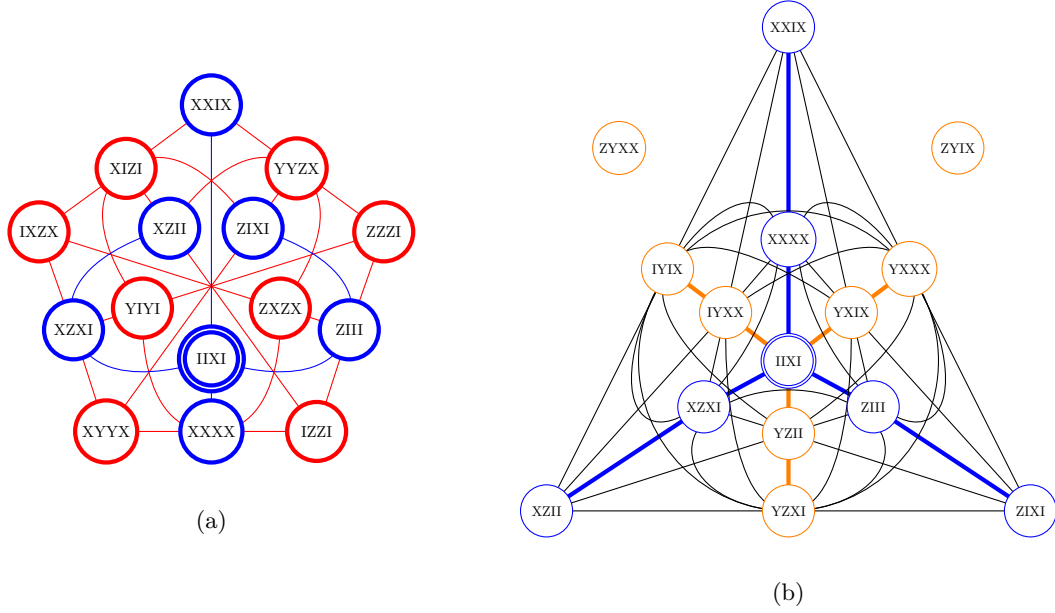 XXIX
XIZI
YYZX
XZII
ZIXI
IXZX
ZZZI
YIYI
ZXZX
XZXI
ZIII
IIXI
XYYX
XXXX
IZZI
(a)
XXIX
ZYXX
ZYIX
XXXX
IYIX
YXXX
IYXX
YXIX
IIXI
XZXI
ZIII
YZII
XZII
YZXI
ZIXI
(b)